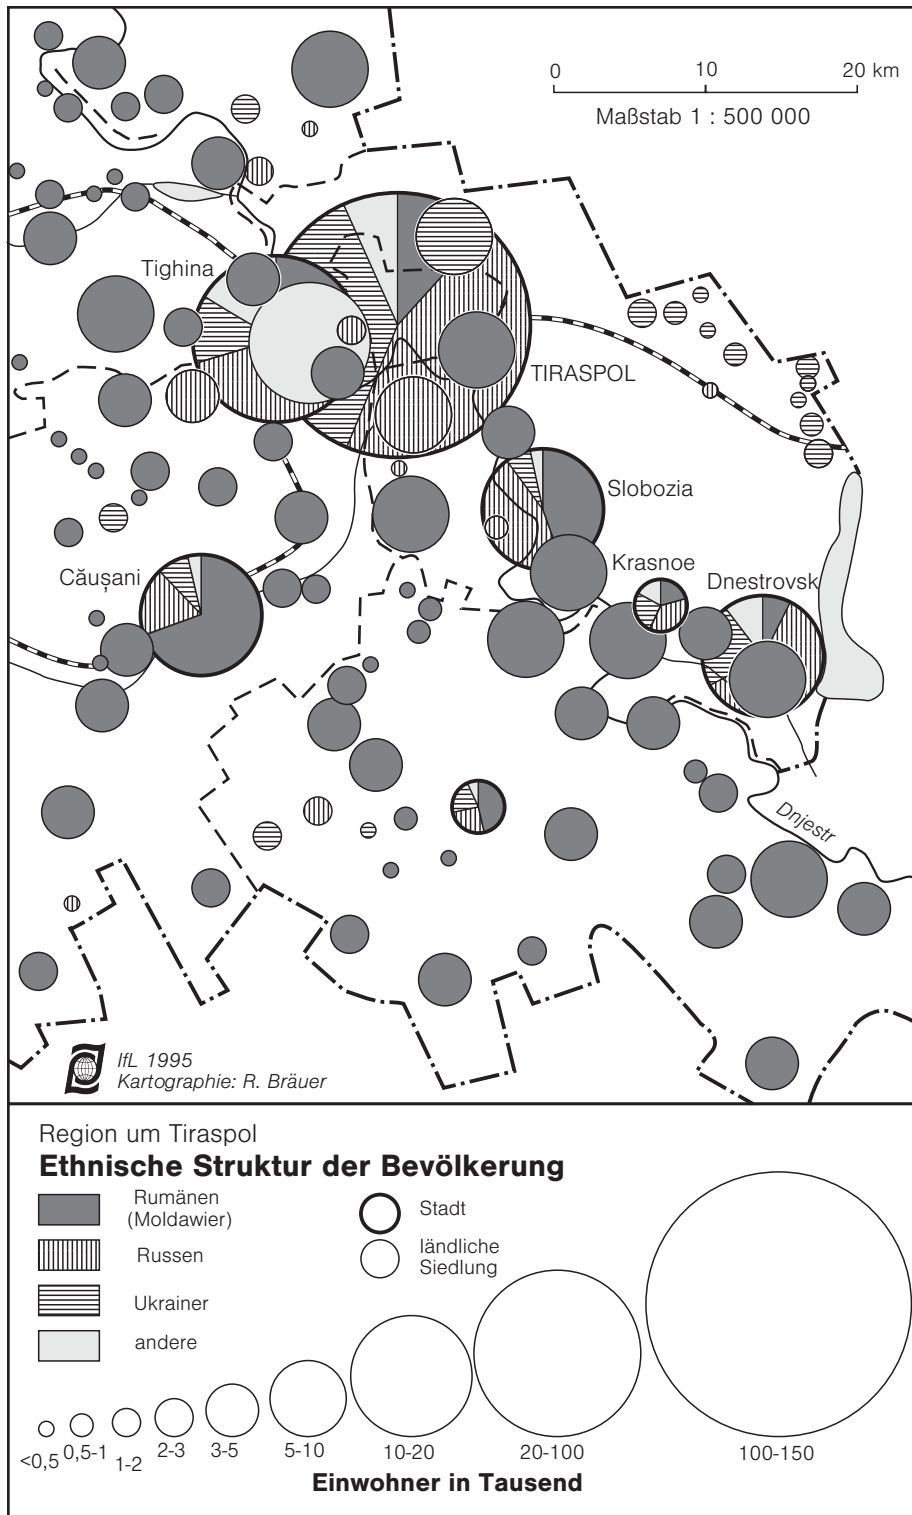 0 10 20 km
Maßstab 1 : 500 000
Tighina
TIRASPOL
Slobozia
Krasnoe
Căușani
Dnestrovsk
Dnjestr
IfL 1995
Kartographie: R. Bräuer
Region um Tiraspol
Ethnische Struktur der Bevölkerung
Rumänen
(Moldawier)
Russen
Ukrainer
andere
Stadt
ländliche
Siedlung
<0,5 0,5-1 1-2 2-3 3-5 5-10 10-20 20-100 100-150
Einwohner in Tausend